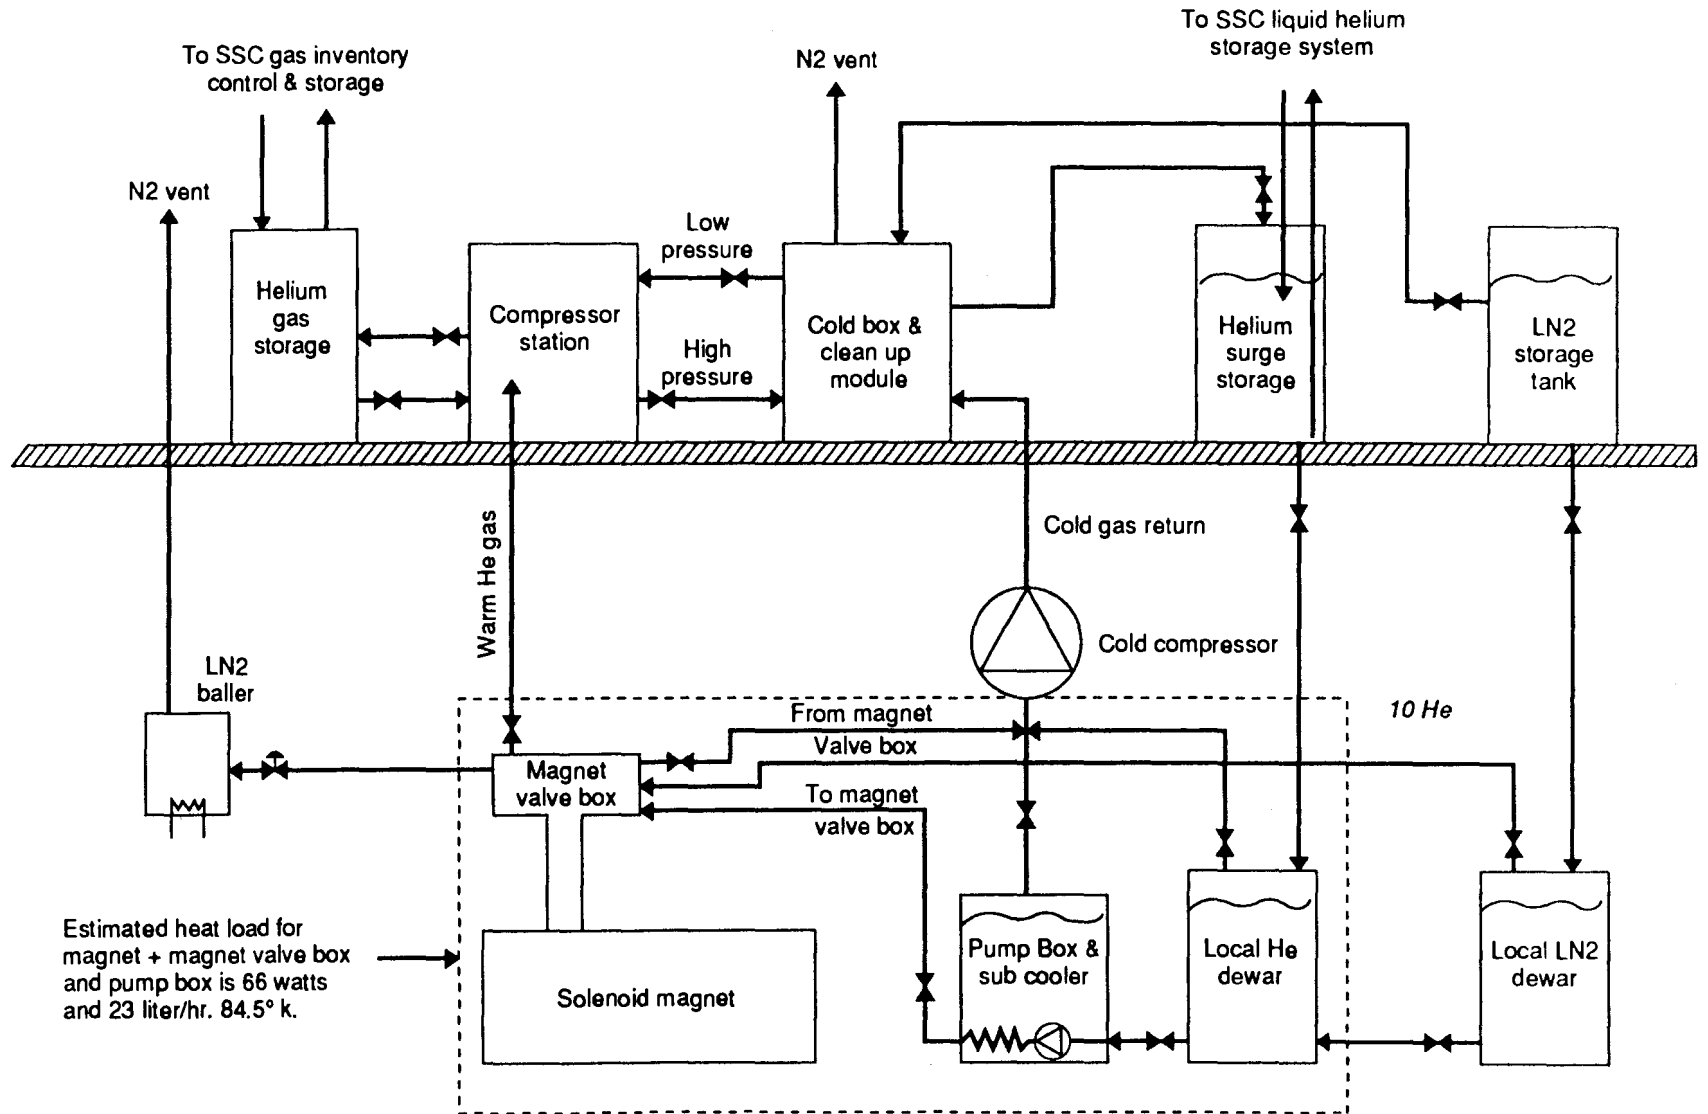 To SSC gas inventory
control & storage
N2 vent
To SSC liquid helium
storage system
N2 vent
Low
pressure
High
pressure
Helium
gas
storage
Compressor
station
Cold box &
clean up
module
Helium
surge
storage
LN2
storage
tank
Warm He gas
Cold gas return
Cold compressor
LN2
baller
10 He
From magnet
Valve box
To magnet
valve box
Magnet
valve box
Estimated heat load for
magnet + magnet valve box
and pump box is 66 watts
and 23 liter/hr. 84.5° k.
Solenoid magnet
Pump Box &
sub cooler
Local He
dewar
Local LN2
dewar